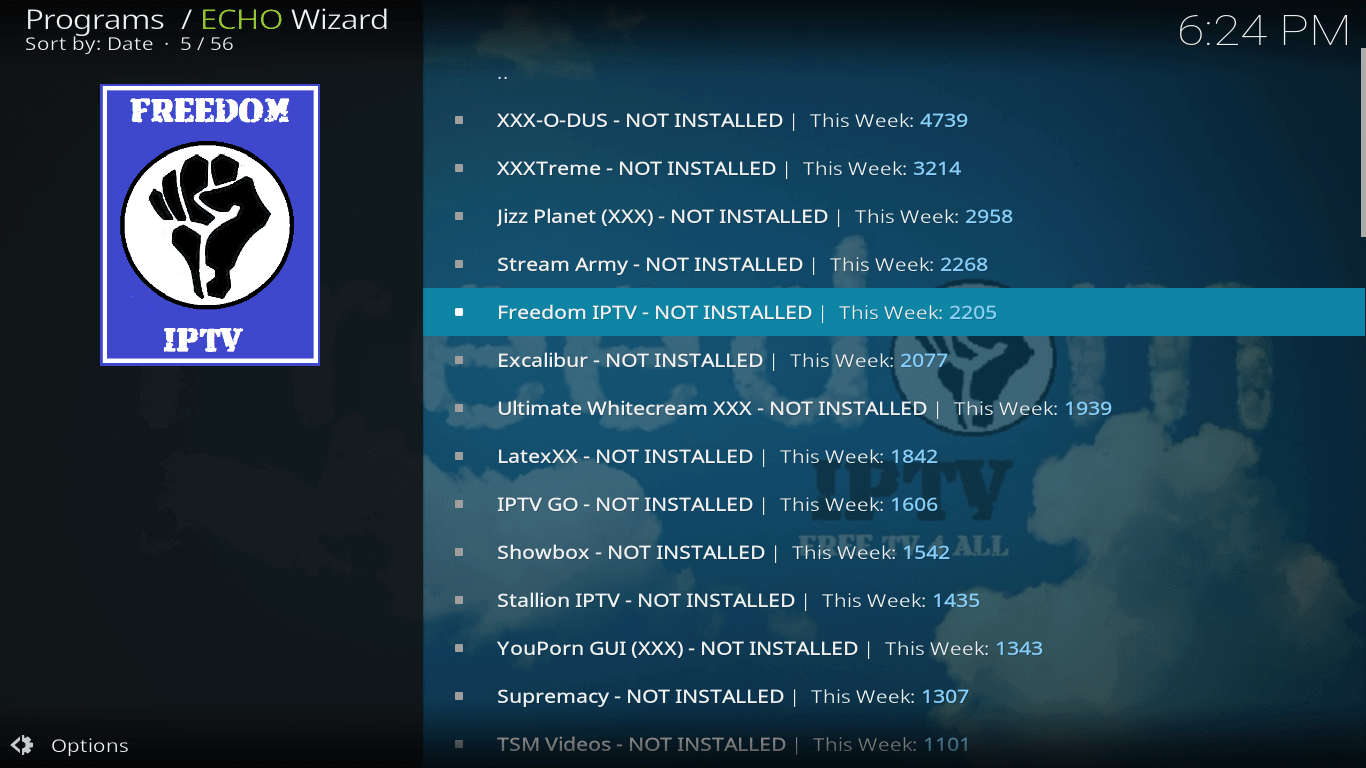 Programs / ECHO Wizard
Sort by: Date · 5 / 56
6:24 PM
FREEDOM
IPTV
..
XXX-O-DUS - NOT INSTALLED | This Week: 4739
XXXTreme - NOT INSTALLED | This Week: 3214
Jizz Planet (XXX) - NOT INSTALLED | This Week: 2958
Stream Army - NOT INSTALLED | This Week: 2268
Freedom IPTV - NOT INSTALLED | This Week: 2205
Excalibur - NOT INSTALLED | This Week: 2077
Ultimate Whitecream XXX - NOT INSTALLED | This Week: 1939
LatexXX - NOT INSTALLED | This Week: 1842
IPTV GO - NOT INSTALLED | This Week: 1606
Showbox - NOT INSTALLED | This Week: 1542
Stallion IPTV - NOT INSTALLED | This Week: 1435
YouPorn GUI (XXX) - NOT INSTALLED | This Week: 1343
Supremacy - NOT INSTALLED | This Week: 1307
TSM Videos - NOT INSTALLED | This Week: 1101
freedom
IPTV
FREE TV 4 ALL
Options